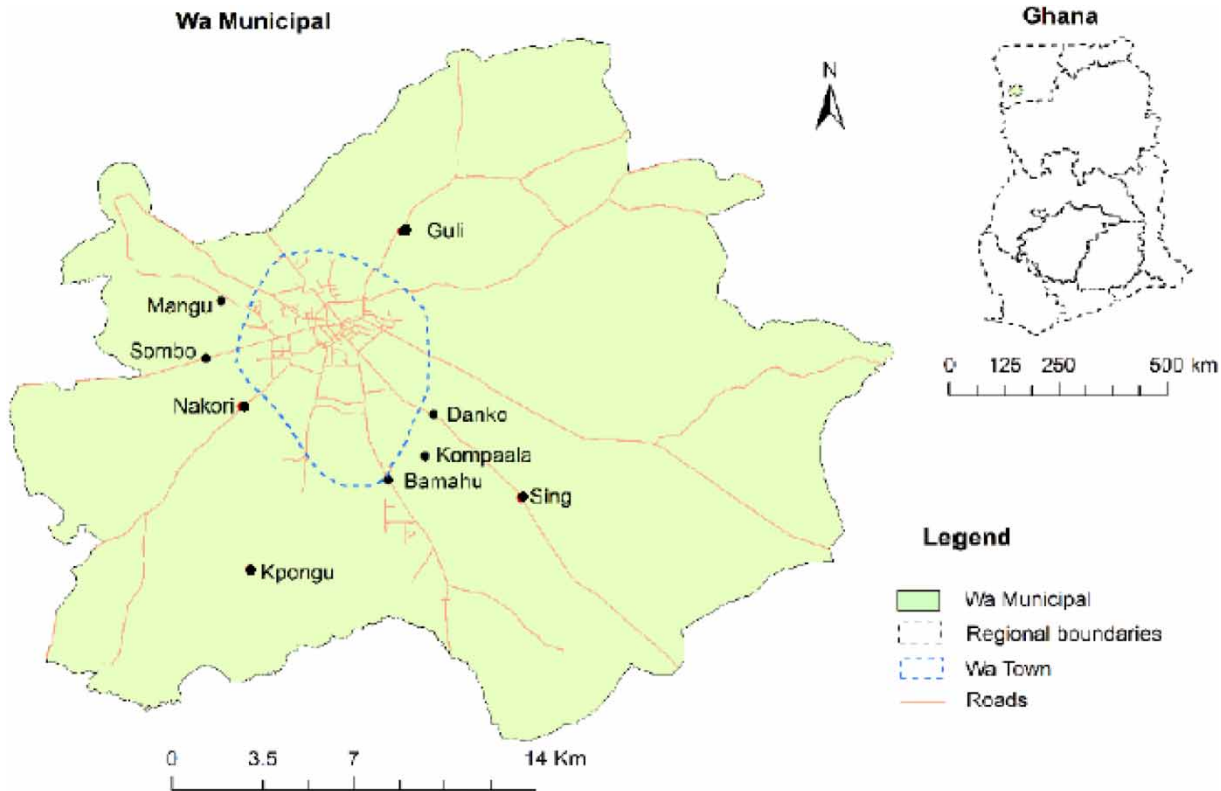 Wa Municipal
Ghana
N
Guli
Mangu
Sombo
Nakori
Danko
Kompaala
Bamahu
Sing
Kpongu
0 125 250 500 km
Legend
Wa Municipal
Regional boundaries
Wa Town
Roads
0 3.5 7 14 Km